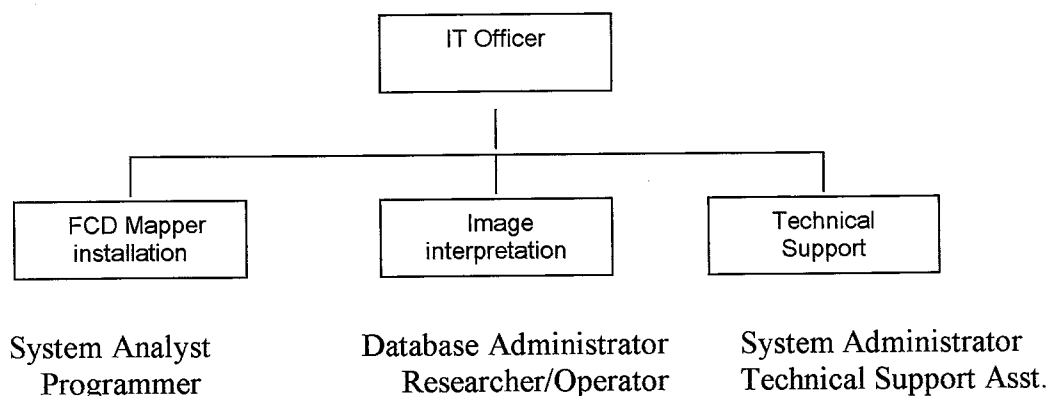 IT Officer
FCD Mapper
installation
Image
interpretation
Technical
Support
System Analyst
Programmer
Database Administrator
Researcher/Operator
System Administrator
Technical Support Asst.